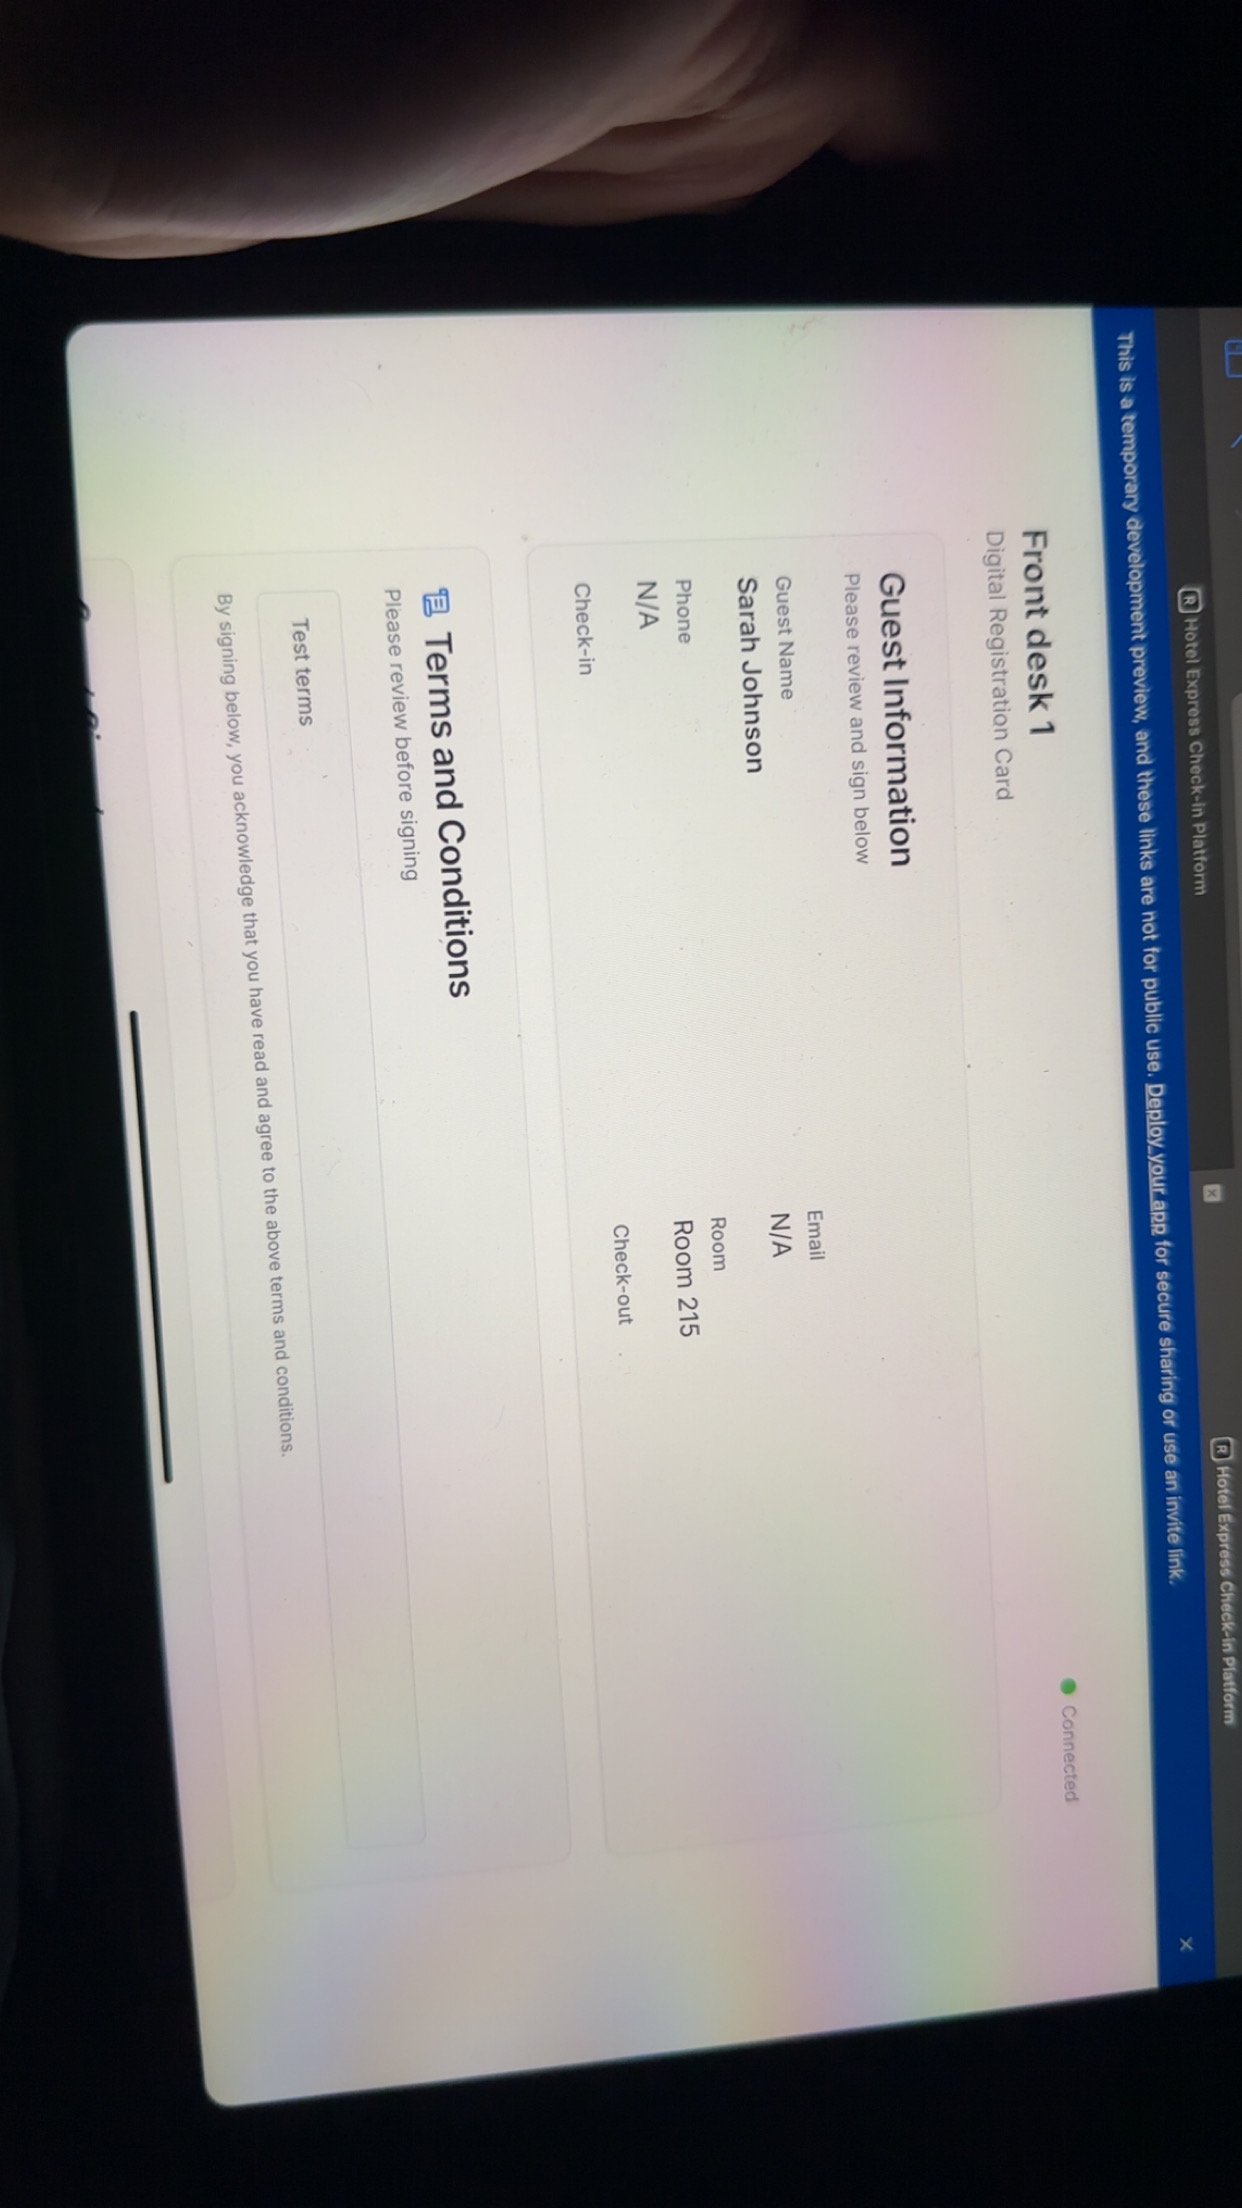 Hotel Express Check-in Platform
Hotel Express Check-in Platform
This is a temporary development preview, and these links are not for public use. Deploy your app for secure sharing or use an invite link.
Front desk 1
Connected
Digital Registration Card
Guest Information
Please review and sign below
Guest Name
Email
Sarah Johnson
N/A
Phone
Room
N/A
Room 215
Check-in
Check-out
Terms and Conditions
Please review before signing
Test terms
By signing below, you acknowledge that you have read and agree to the above terms and conditions.